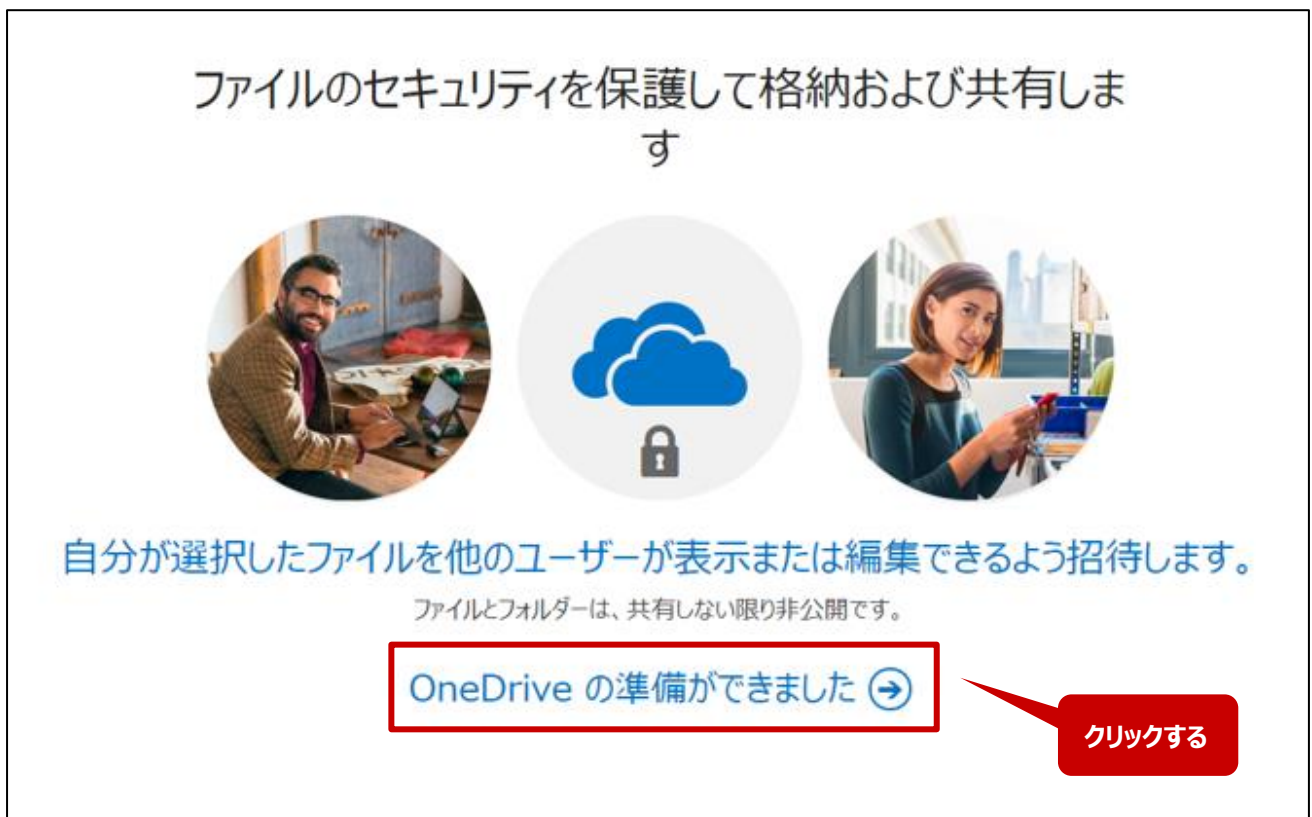 ファイルのセキュリティを保護して格納および共有しま
す
自分が選択したファイルを他のユーザーが表示または編集できるよう招待します。
ファイルとフォルダーは、共有しない限り非公開です。
OneDrive の準備ができました
クリックする